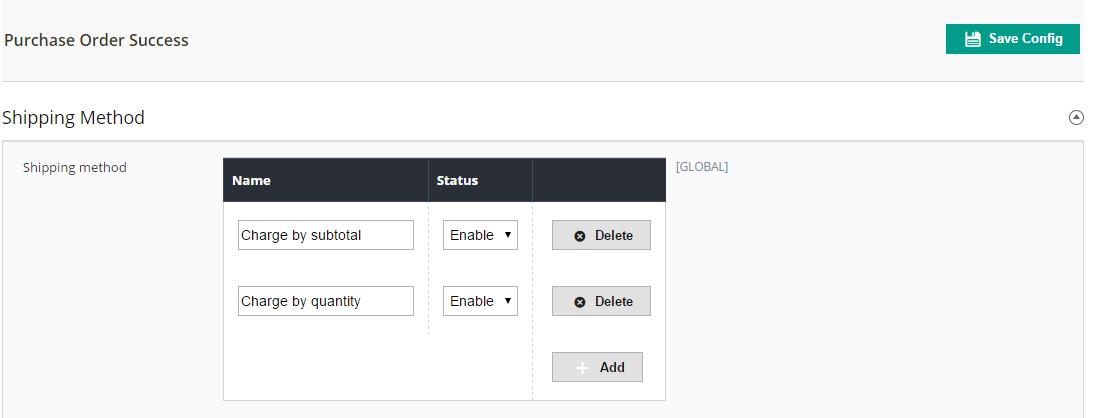 Purchase Order Success
Save Config
Shipping Method
Shipping method
[GLOBAL]
Name Status
Charge by subtotal Enable Delete
Charge by quantity Enable Delete
Add